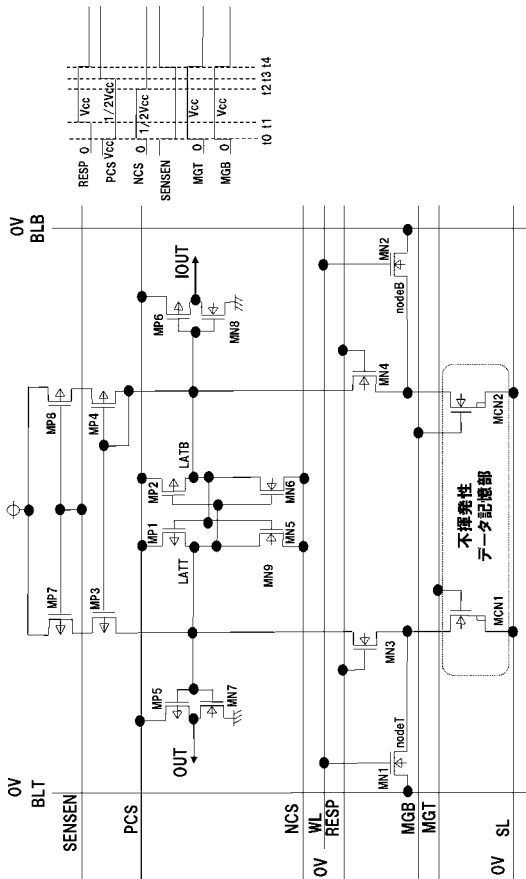 RESP 0 Vcc
PCS Vcc 1/2Vcc
NCS 0 1/2Vcc
SENSEN
MGT 0
MGB 0
t0 t1 t2 t3 t4
0V
BLT
0V
BLB
SENSEN
PCS
NCS
WL
0V
RESP
MGB
MGT
0V SL
MP7
MP8
MP3
MP4
MP5
MN7
OUT
MP6
MN8
IOUT
MP1
MP2
LATT
LATB
MN5
MN6
MN9
MN3
MN4
MN1
nodeT
MN2
nodeB
不揮発性
データ記憶部
MCN1
MCN2